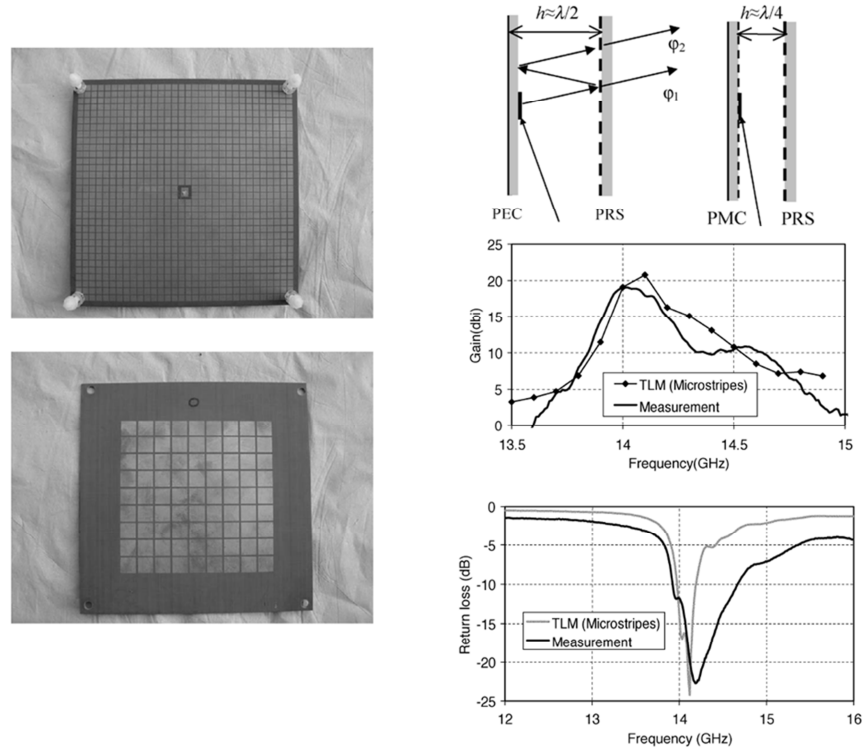 h≈λ/2
h≈λ/4
φ2
φ1
PEC
PRS
PMC
PRS
25
20
15
10
5
0
Gain(dbi)
TLM (Microstripes)
Measurement
13.5
14
14.5
15
Frequency(GHz)
0
-5
-10
-15
-20
-25
Return loss (dB)
TLM (Microstripes)
Measurement
12
13
14
15
16
Frequency (GHz)